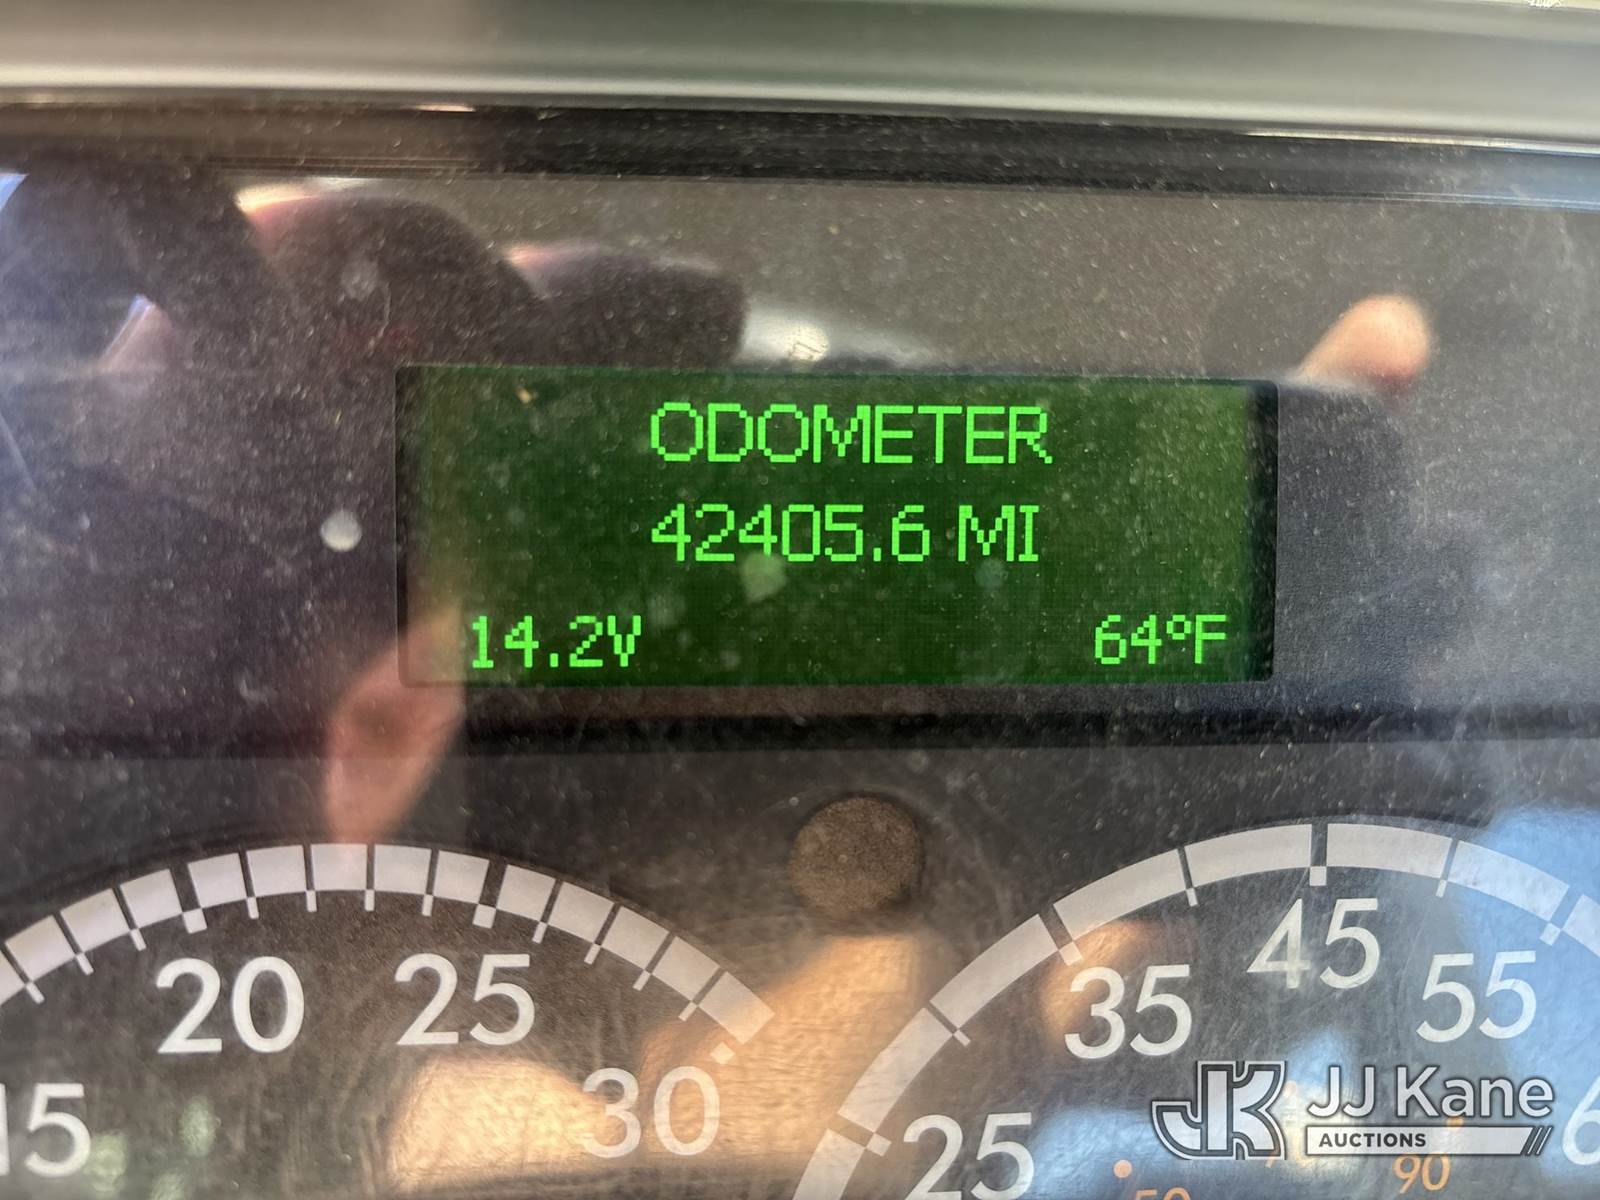 ODOMETER
42405.6 MI
14.2V 64°F
20 25
15 30
35 45 55
25
90
JJ Kane
AUCTIONS